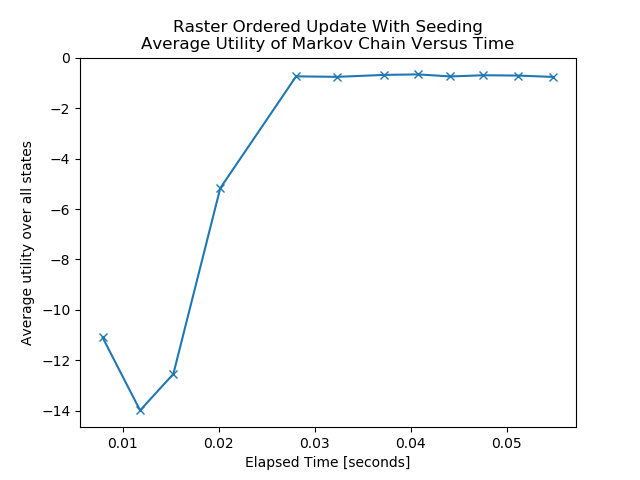 Raster Ordered Update With Seeding
Average Utility of Markov Chain Versus Time
Average utility over all states
0
−2
−4
−6
−8
−10
−12
−14
0.01 0.02 0.03 0.04 0.05
Elapsed Time [seconds]